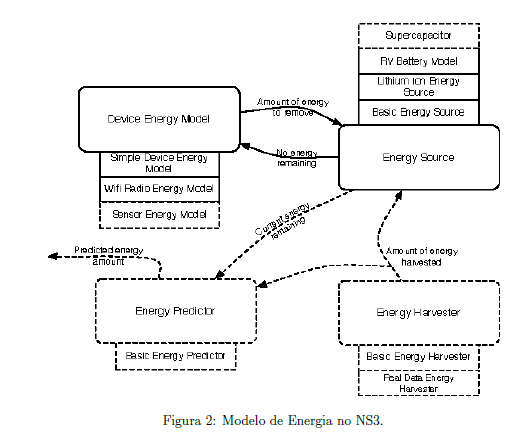 Supercapacitor
RV Battery Model
Lithium Ion Energy
Source
Basic Energy Source
Energy Source
Device Energy Model
Amount of energy
to remove
No energy
remaining
Simple Device Energy
Model
Wifi Radio Energy Model
Sensor Energy Model
Current energy
remaining
Predicted energy
amount
Amount of energy
harvested
Energy Predictor
Basic Energy Predictor
Energy Harvester
Basic Energy Harvester
Real Data Energy
Harvester
Figura 2: Modelo de Energia no NS3.